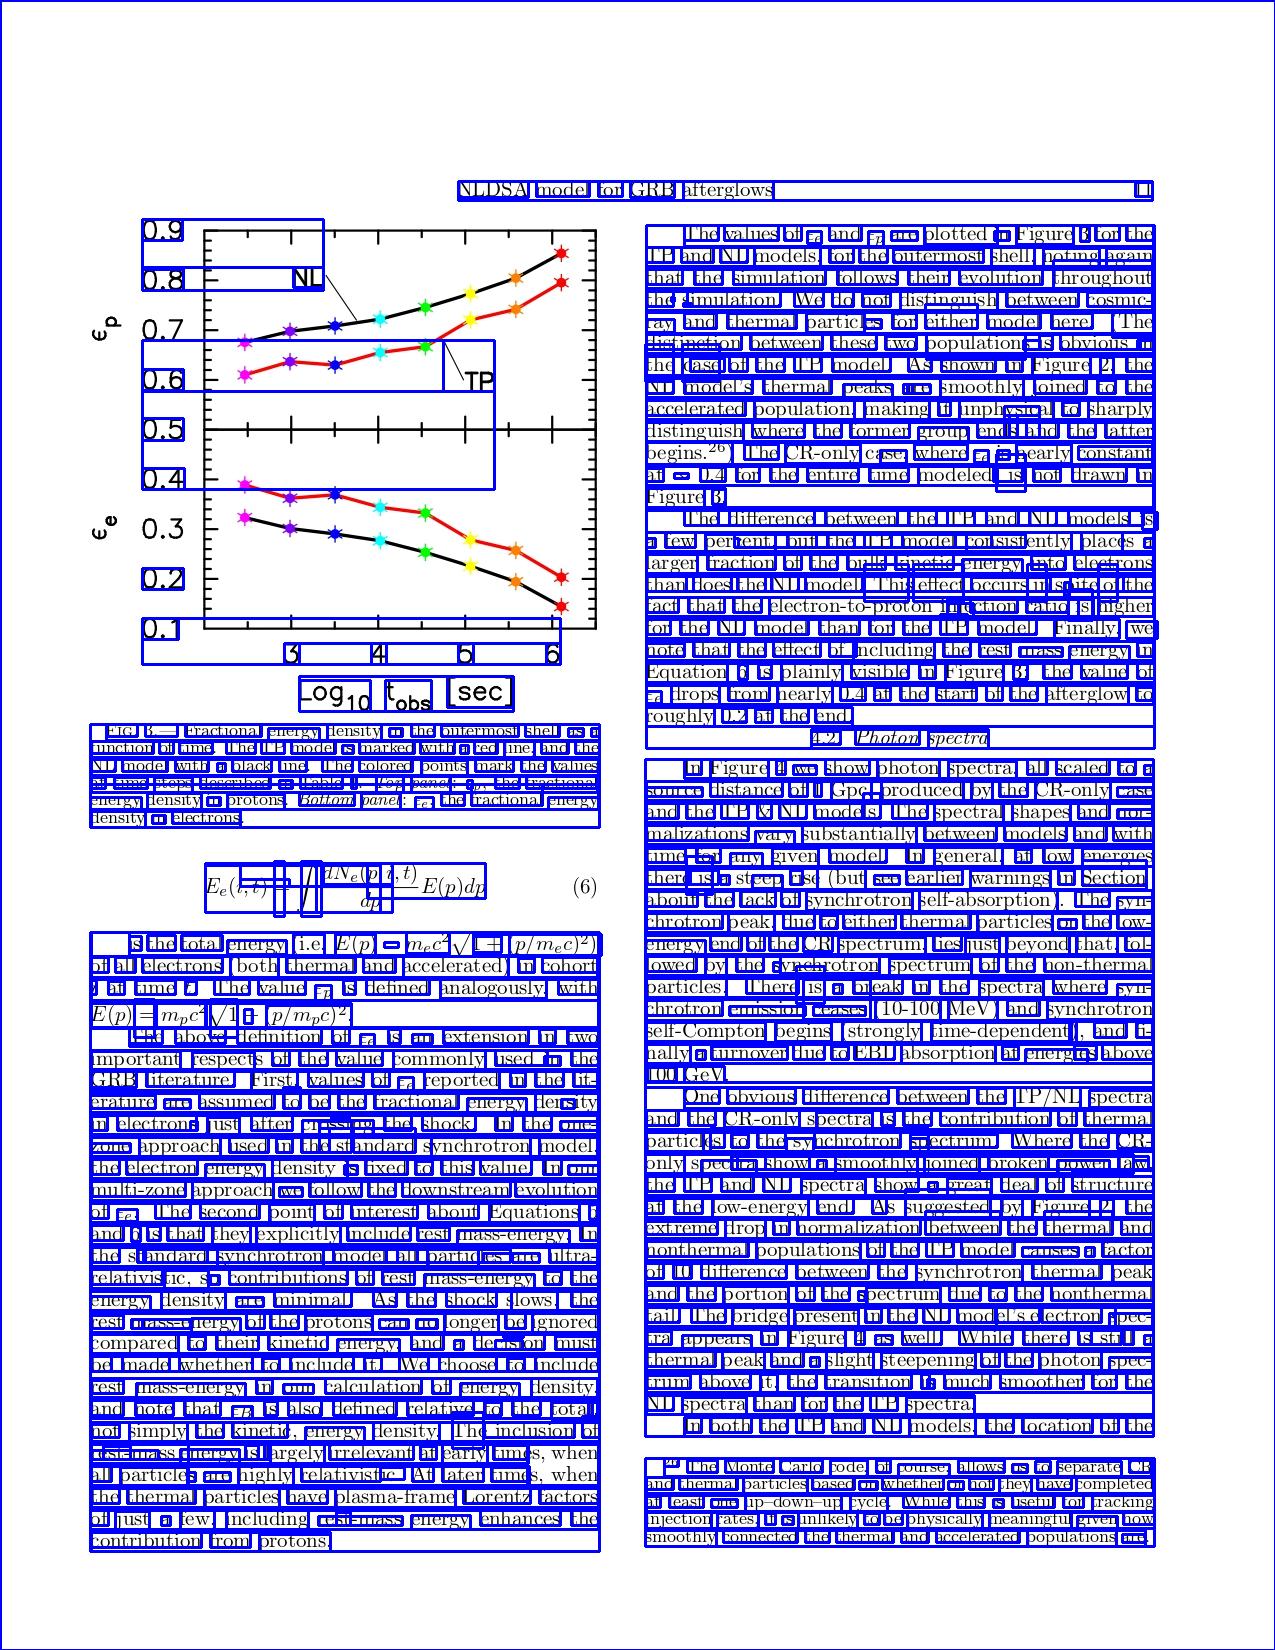 NLDSA model for GRB afterglows 11
0.9
0.8
0.7
0.6
0.5
0.4
0.3
0.2
0.1
ϵp
ϵe
NL
TP
3 4 5 6
Log10 tobs [sec]
FIG. 3.— Fractional energy density in the outermost shell as a
function of time. The TP model is marked with a red line, and the
NL model with a black line. The colored points mark the values
at time steps described in Table 1. Top panel: εp, the fractional
energy density in protons. Bottom panel: εe, the fractional energy
density in electrons.
E_e(i,t) = ∫ dN_e(p,i,t)/dp E(p)dp (6)
is the total energy (i.e. E(p) = m_ec²√1 + (p/m_ec)²)
of all electrons (both thermal and accelerated) in cohort
i at time t. The value εp is defined analogously, with
E(p) = m_pc²√1 + (p/m_pc)².
The above definition of εe is an extension in two
important respects of the value commonly used in the
GRB literature. First, values of εe reported in the lit-
erature are assumed to be the fractional energy density
in electrons just after crossing the shock. In the one-
zone approach used in the standard synchrotron model,
the electron energy density is fixed to this value. In our
multi-zone approach we follow the downstream evolution
of εe. The second point of interest about Equations 5
and 6 is that they explicitly include rest mass-energy. In
the standard synchrotron model all particles are ultra-
relativistic, so contributions of rest mass-energy to the
energy density are minimal. As the shock slows, the
rest mass-energy of the protons can no longer be ignored
compared to their kinetic energy, and a decision must
be made whether to include it. We choose to include
rest mass-energy in our calculation of energy density,
and note that εB is also defined relative to the total,
not simply the kinetic, energy density. The inclusion of
rest-mass energy is largely irrelevant at early times, when
all particles are highly relativistic. At later times, when
the thermal particles have plasma-frame Lorentz factors
of just a few, including rest-mass energy enhances the
contribution from protons.
The values of εe and εp are plotted in Figure 3 for the
TP and NL models, for the outermost shell, noting again
that the simulation follows their evolution throughout
the simulation. We do not distinguish between cosmic-
ray and thermal particles for either model here. (The
distinction between these two populations is obvious in
the case of the TP model. As shown in Figure 2, the
NL model's thermal peaks are smoothly joined to the
accelerated population, making it unphysical to sharply
distinguish where the former group ends and the latter
begins.²⁶) The CR-only case, where εe is nearly constant
at ≈ 0.4 for the entire time modeled, is not drawn in
Figure 3.
The difference between the TP and NL models is
a few percent, but the TP model consistently places a
larger fraction of the bulk kinetic energy into electrons
than does the NL model. This effect occurs in spite of the
fact that the electron-to-proton injection ratio is higher
for the NL model than for the TP model. Finally, we
note that the effect of including the rest mass energy in
Equation 6 is plainly visible in Figure 3: the value of
εe drops from nearly 0.4 at the start of the afterglow to
roughly 0.2 at the end.
4.2. Photon spectra
In Figure 4 we show photon spectra, all scaled to a
source distance of 1 Gpc, produced by the CR-only case
and the TP & NL models. The spectral shapes and nor-
malizations vary substantially between models and with
time for any given model. In general, at low energies
there is a steep rise (but see earlier warnings in Section
about the lack of synchrotron self-absorption). The syn-
chrotron peak, due to either thermal particles or the low-
energy end of the CR spectrum, lies just beyond that, fol-
lowed by the synchrotron spectrum of the non-thermal
particles. There is a break in the spectra where syn-
chrotron emission ceases (10-100 MeV) and synchrotron
self-Compton begins (strongly time-dependent), and fi-
nally a turnover due to EBL absorption at energies above
100 GeV.
One obvious difference between the TP/NL spectra
and the CR-only spectra is the contribution of thermal
particles to the synchrotron spectrum. Where the CR-
only spectra show a smoothly joined broken power law,
the TP and NL spectra show a great deal of structure
at the low-energy end. As suggested by Figure 2, the
extreme drop in normalization between the thermal and
nonthermal populations of the TP model causes a factor
of 10 difference between the synchrotron thermal peak
and the portion of the spectrum due to the nonthermal
tail. The bridge present in the NL model's electron spec-
tra appears in Figure 4 as well. While there is still a
thermal peak and a slight steepening of the photon spec-
trum above it, the transition is much smoother for the
NL spectra than for the TP spectra.
In both the TP and NL models, the location of the
26 The Monte Carlo code, of course, allows us to separate CR
and thermal particles based on whether or not they have completed
at least one up–down–up cycle. While this is useful for tracking
injection rates, it is unlikely to be physically meaningful given how
smoothly connected the thermal and accelerated populations are.